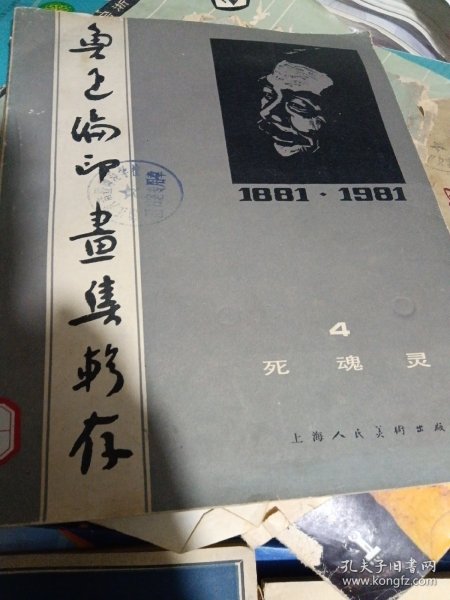 鲁迅编印画集辑存
1881·1981
4
死魂灵
上海人民美术出版
孔夫子旧书网
www.kongfz.com